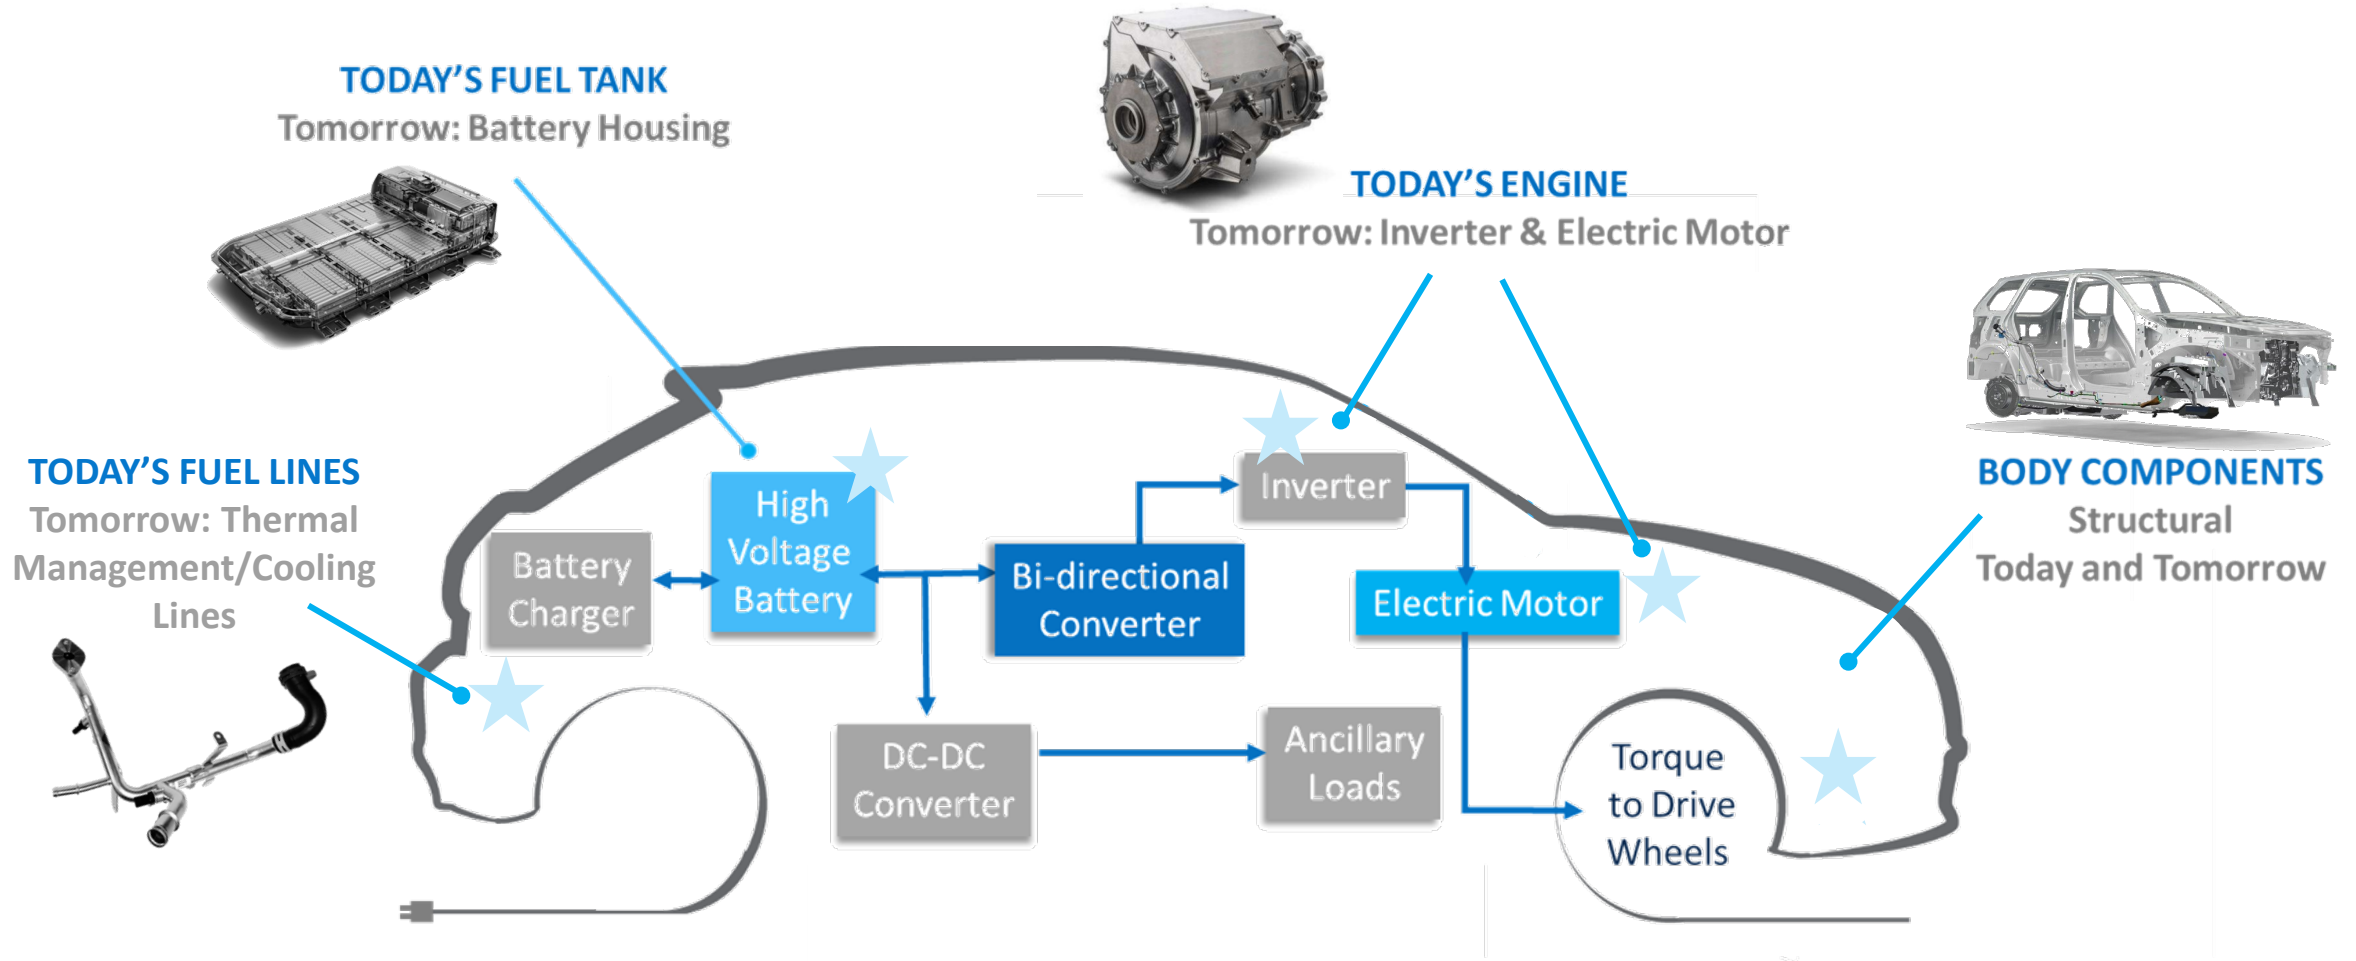 TODAY'S FUEL TANK
Tomorrow: Battery Housing
TODAY'S ENGINE
Tomorrow: Inverter & Electric Motor
TODAY'S FUEL LINES
Tomorrow: Thermal
Management/Cooling
Lines
BODY COMPONENTS
Structural
Today and Tomorrow
Battery
Charger
High
Voltage
Battery
Bi-directional
Converter
Inverter
Electric Motor
DC-DC
Converter
Ancillary
Loads
Torque
to Drive
Wheels